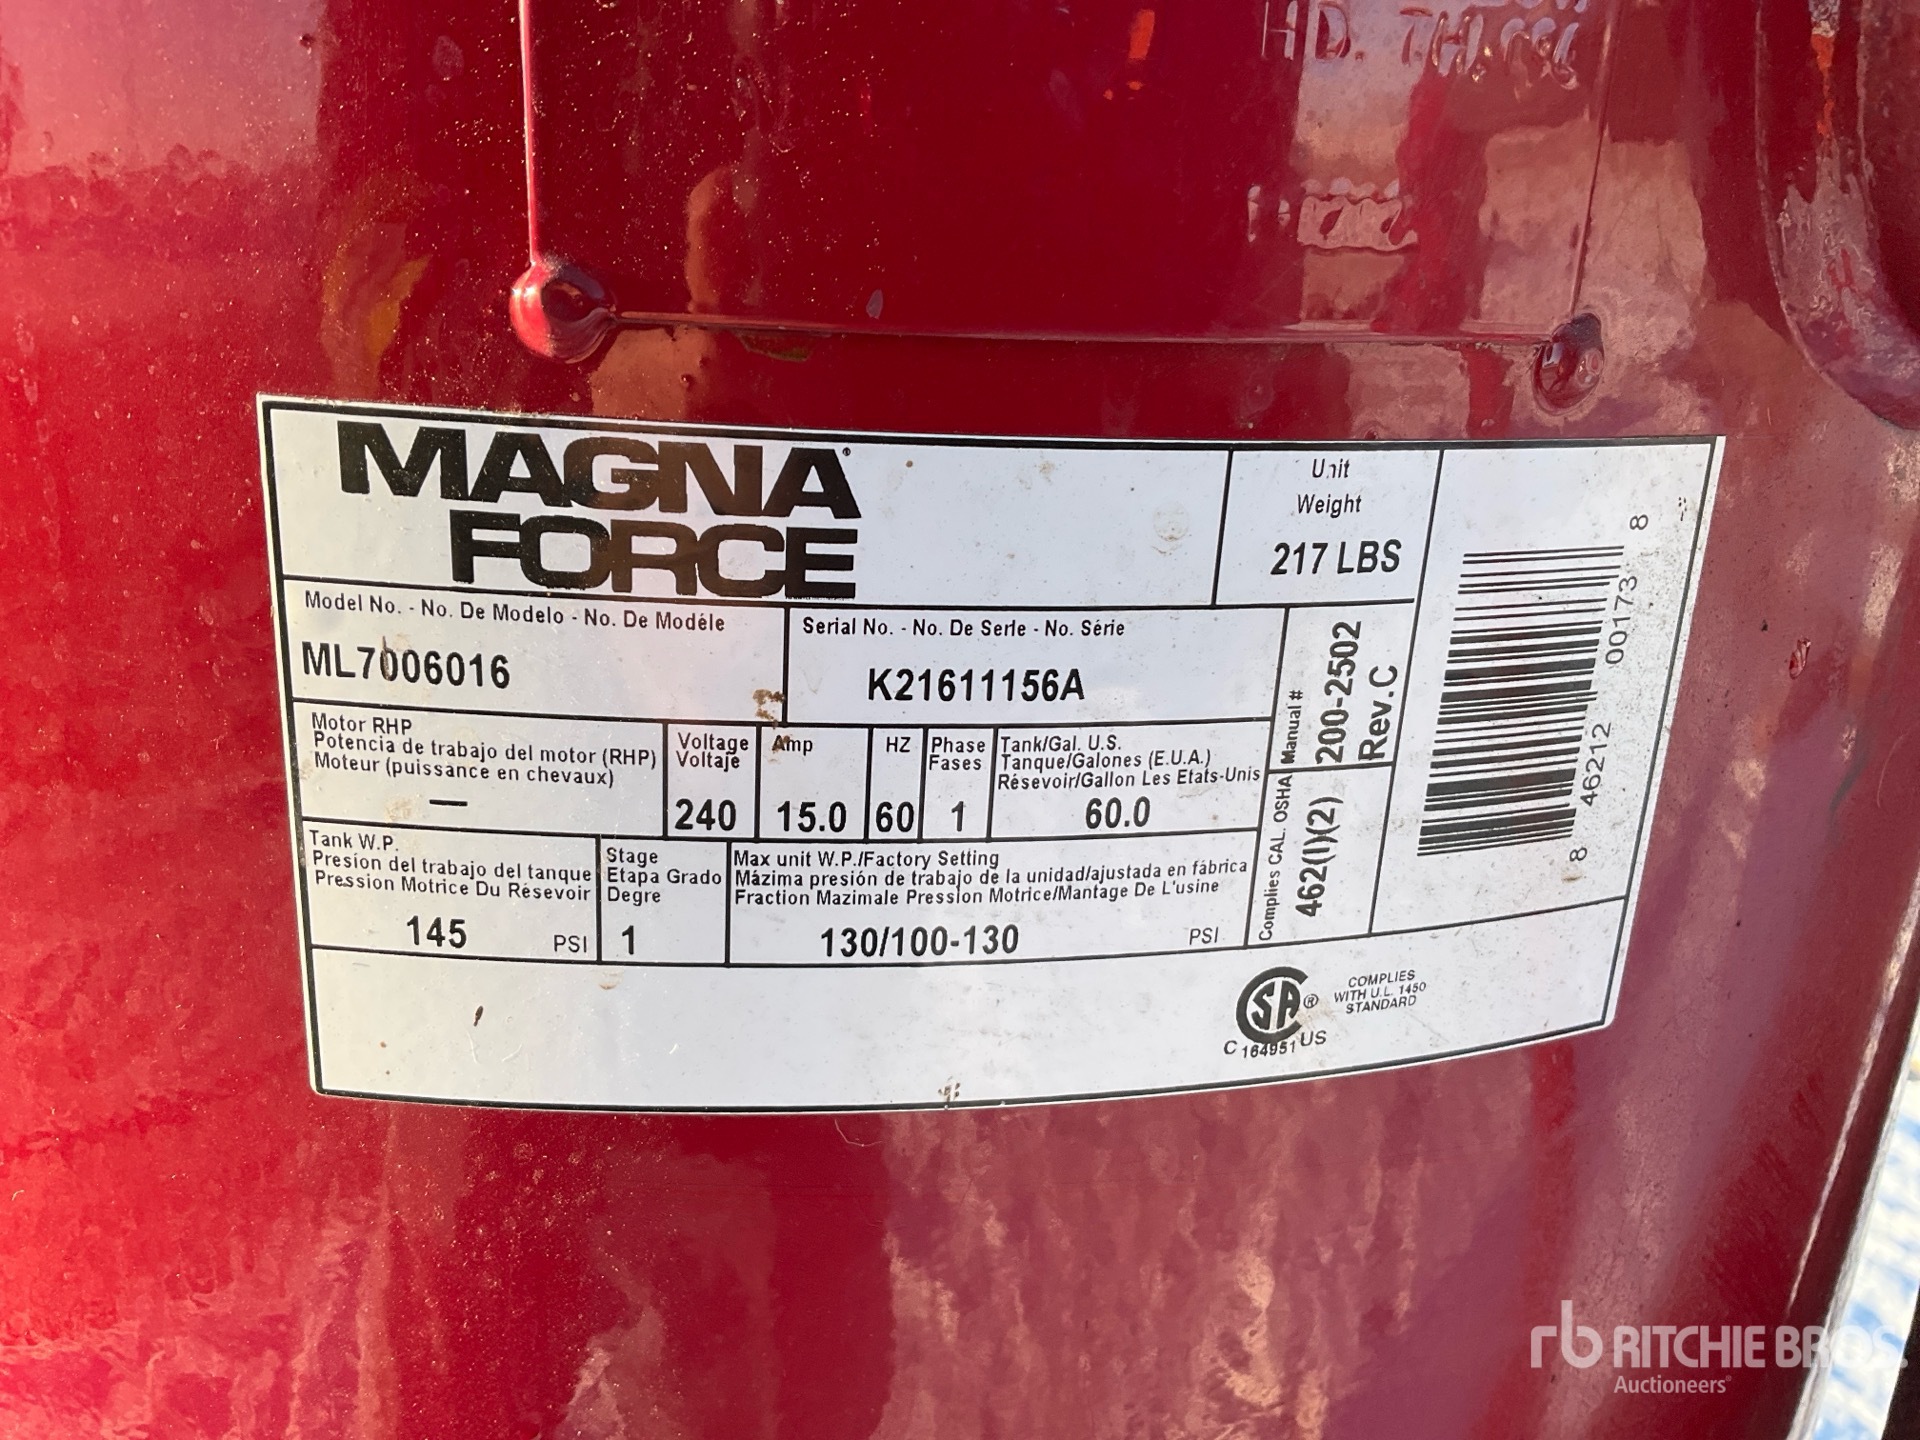 HD. TH.
MAGNA
FORCE
Unit
Weight
217 LBS
Model No. - No. De Modelo - No. De Modéle
ML7006016
Serial No. - No. De Serle - No. Série
K21611156A
Manual # 200-2502
Rev.C
Motor RHP
Potencia de trabajo del motor (RHP)
Moteur (puissance en chevaux)
—
Voltage
Voltaje
240
Amp
15.0
HZ
60
Phase
Fases
1
Tank/Gal. U.S.
Tanque/Galones (E.U.A.)
Résevoir/Gallon Les Etats-Unis
60.0
Complies CAL. OSHA
462(I)(2)
Tank W.P.
Presíon del trabajo del tanque
Pression Motrice Du Résevoir
145 PSI
Stage
Etapa Grado
Degre
1
Max unit W.P./Factory Setting
Mázima presión de trabajo de la unidad/ajustada en fábrica
Fraction Mazimale Pression Motrice/Mantage De L'usine
130/100-130 PSI
8 46212 00173 8
SA®
C 164951 US
COMPLIES
WITH U.L. 1450
STANDARD
rb RITCHIE BROS.
Auctioneers